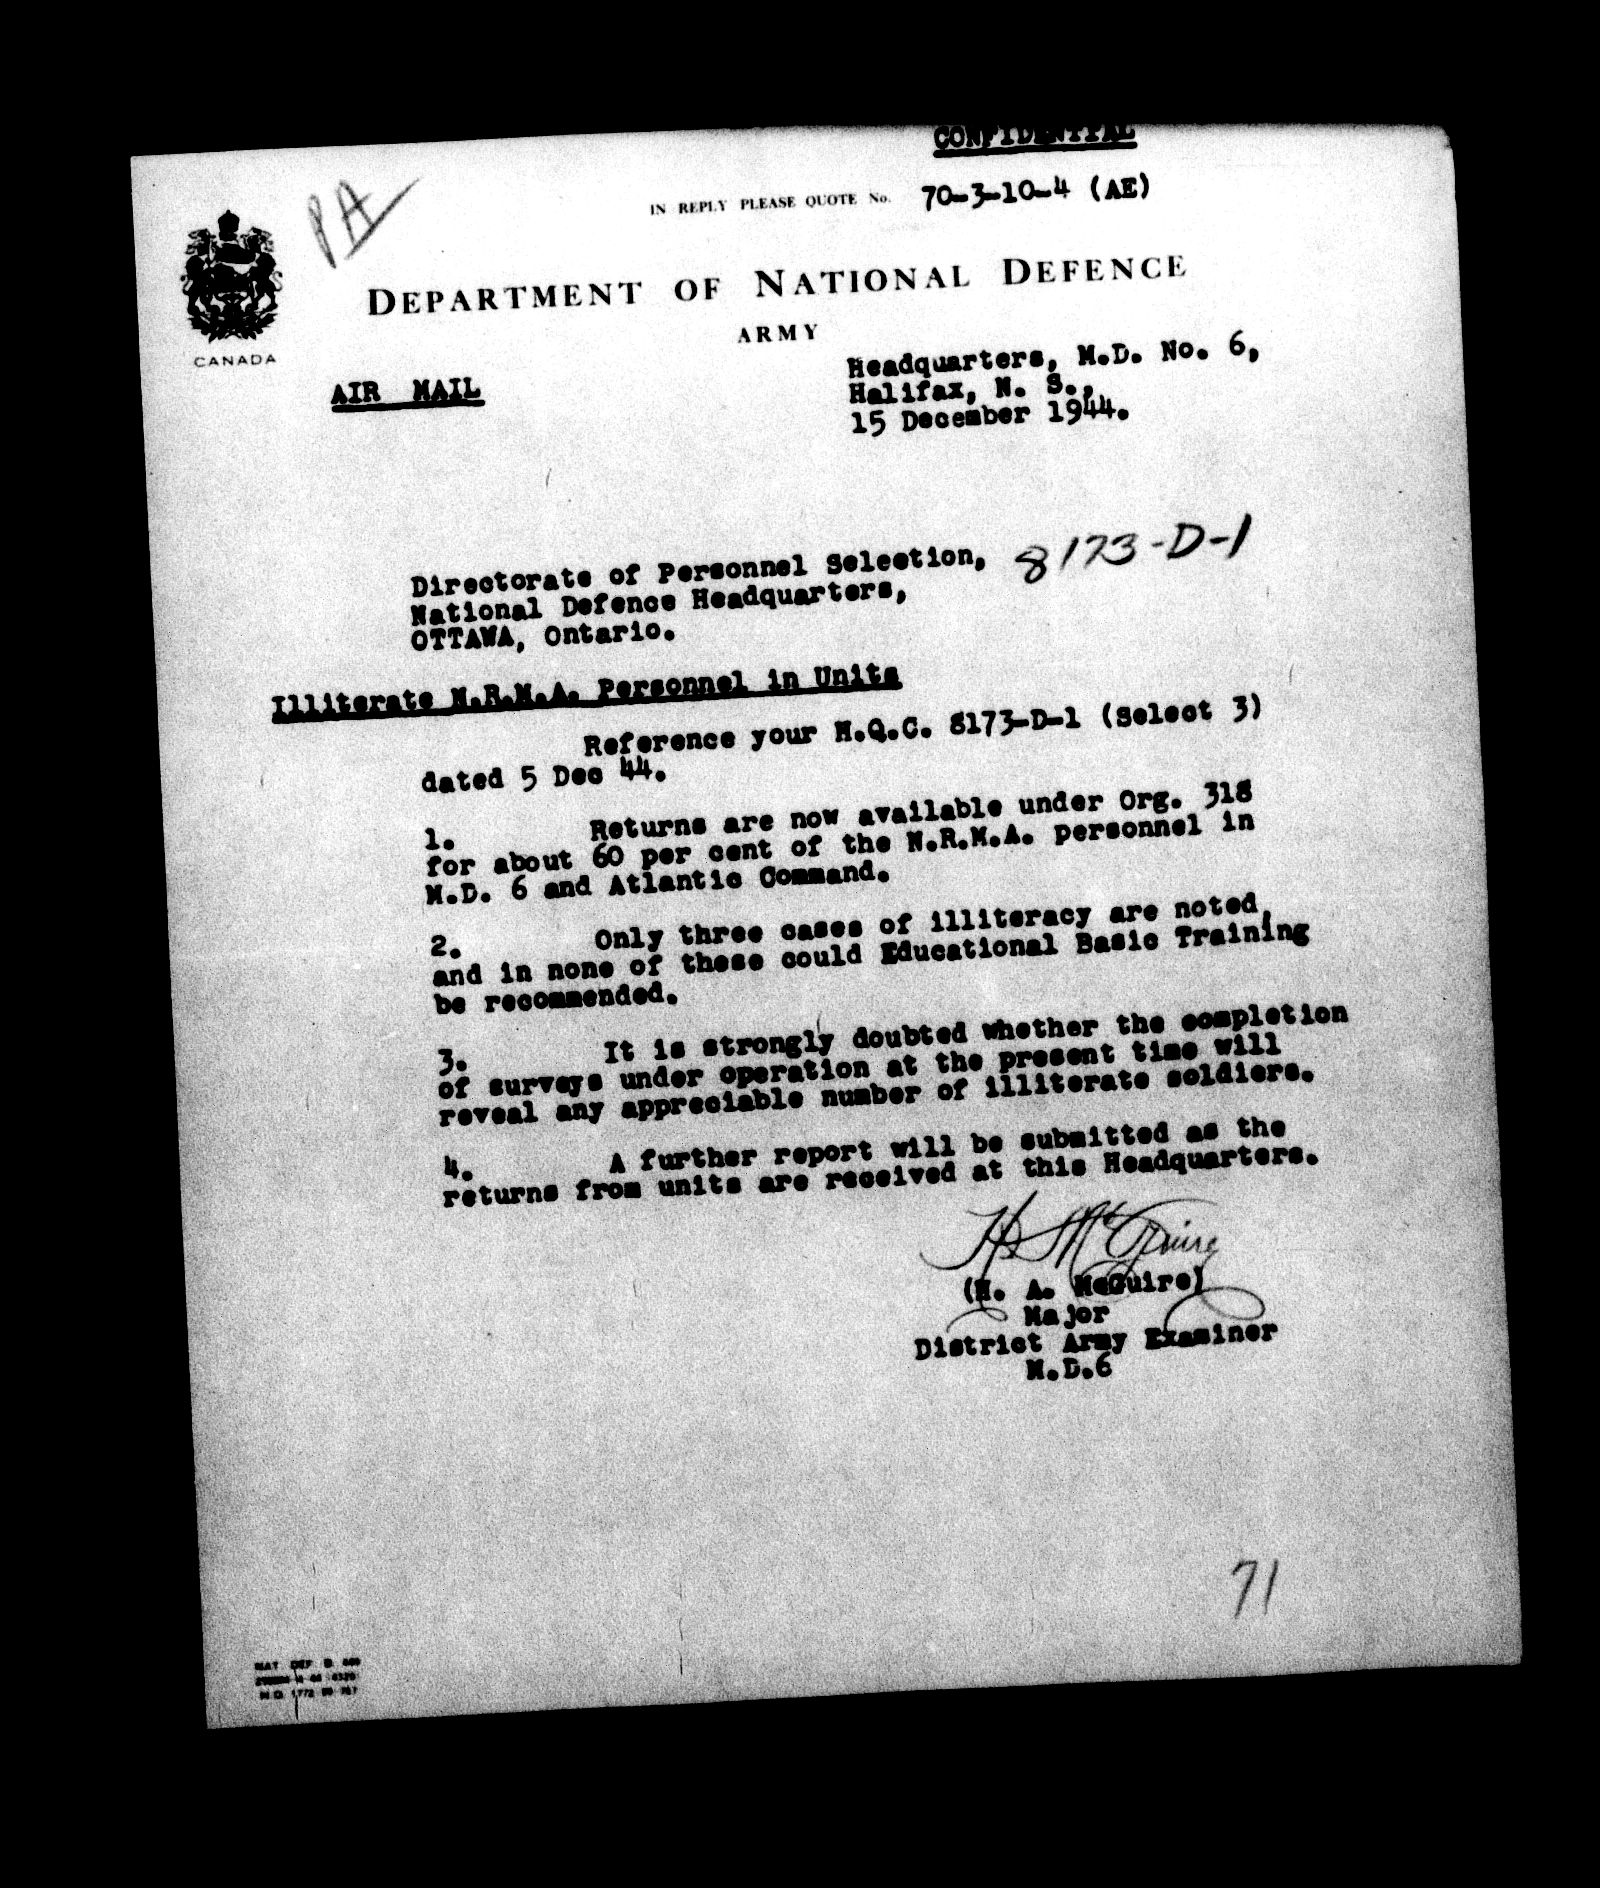 CONFIDENTIAL
PA
IN REPLY PLEASE QUOTE No. 70-3-10-4 (AE)
DEPARTMENT OF NATIONAL DEFENCE
ARMY
CANADA
Headquarters, M.D. No. 6,
AIR MAIL
Halifax, N. S.,
15 December 1944.
8173-D-1
Directorate of Personnel Selection,
National Defence Headquarters,
OTTAWA, Ontario.
Illiterate N.R.M.A. Personnel in Units
Reference your H.Q.C. 8173-D-1 (Select 3)
dated 5 Dec 44.
1. Returns are now available under Org. 318
for about 60 per cent of the N.R.M.A. personnel in
M.D. 6 and Atlantic Command.
2. Only three cases of illiteracy are noted,
and in none of these could Educational Basic Training
be recommended.
3. It is strongly doubted whether the completion
of surveys under operation at the present time will
reveal any appreciable number of illiterate soldiers.
4. A further report will be submitted as the
returns from units are received at this Headquarters.
(H. A. McGuire)
Major
District Army Examiner
M.D.6
71